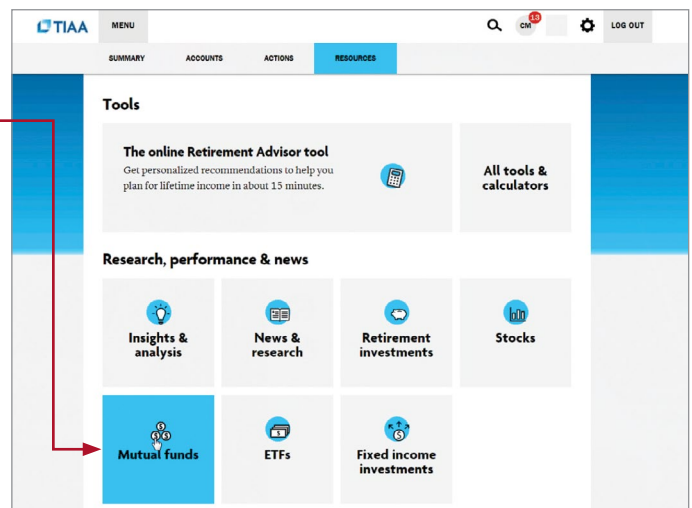 TIAA
MENU
CM
13
LOG OUT
SUMMARY
ACCOUNTS
ACTIONS
RESOURCES
Tools
The online Retirement Advisor tool
Get personalized recommendations to help you
plan for lifetime income in about 15 minutes.
All tools &
calculators
Research, performance & news
Insights &
analysis
News &
research
Retirement
investments
Stocks
Mutual funds
ETFs
Fixed income
investments